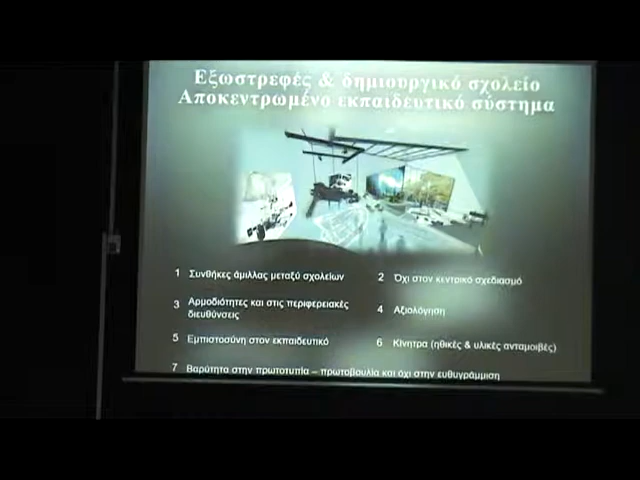 Εξωστρεφές & δημιουργικό σχολείο
Αποκεντρωμένο εκπαιδευτικό σύστημα
1 Συνθήκες άμιλλας μεταξύ σχολείων
2 Όχι στον κεντρικό σχεδιασμό
3 Αρμοδιότητες και στις περιφερειακές
διευθύνσεις
4 Αξιολόγηση
5 Εμπιστοσύνη στον εκπαιδευτικό
6 Κίνητρα (ηθικές & υλικές ανταμοιβές)
7 Βαρύτητα στην πρωτοτυπία – πρωτοβουλία και όχι στην ευθυγράμμιση